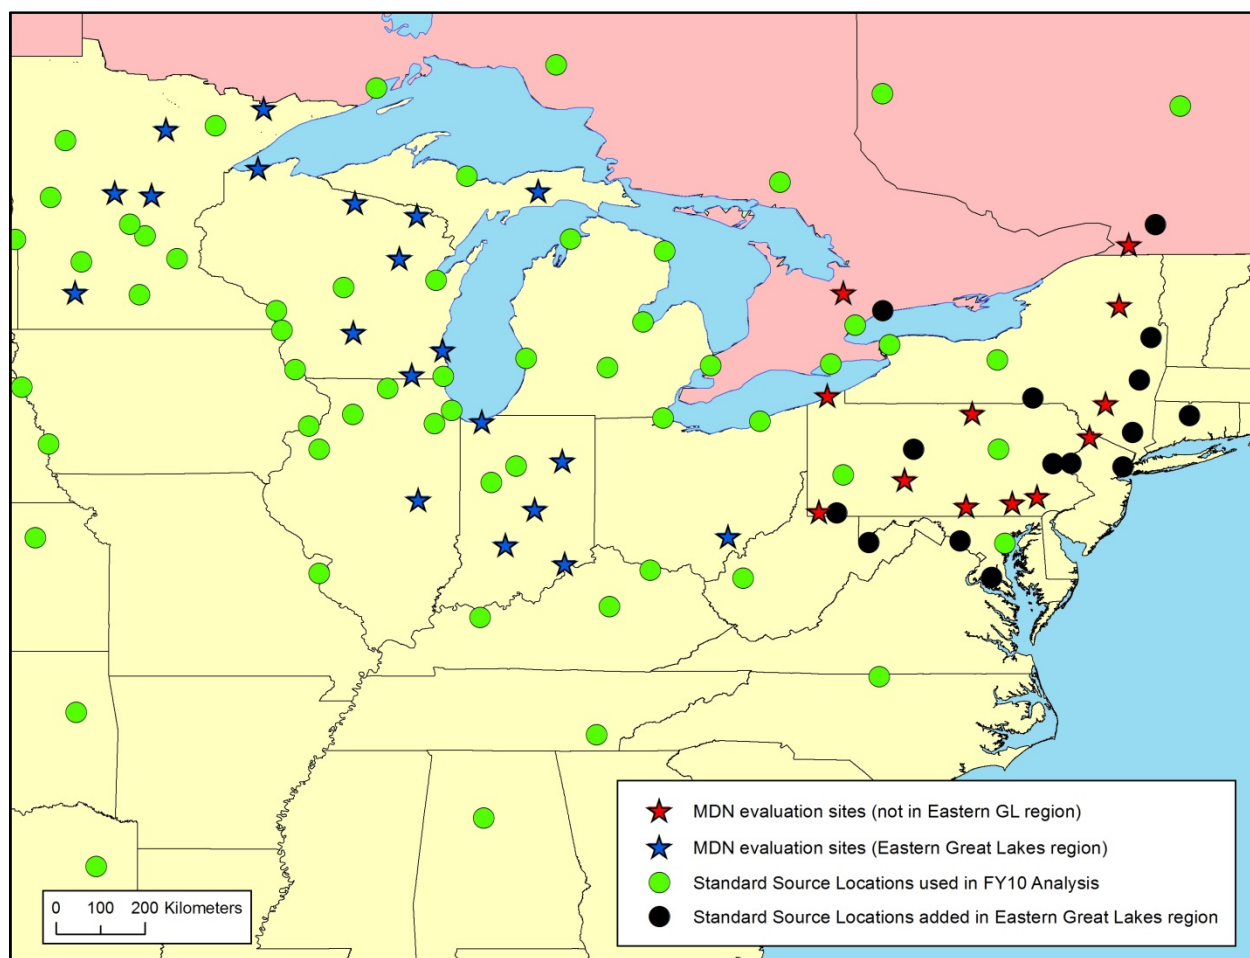 MDN evaluation sites (not in Eastern GL region)
MDN evaluation sites (Eastern Great Lakes region)
Standard Source Locations used in FY10 Analysis
Standard Source Locations added in Eastern Great Lakes region
0 100 200 Kilometers